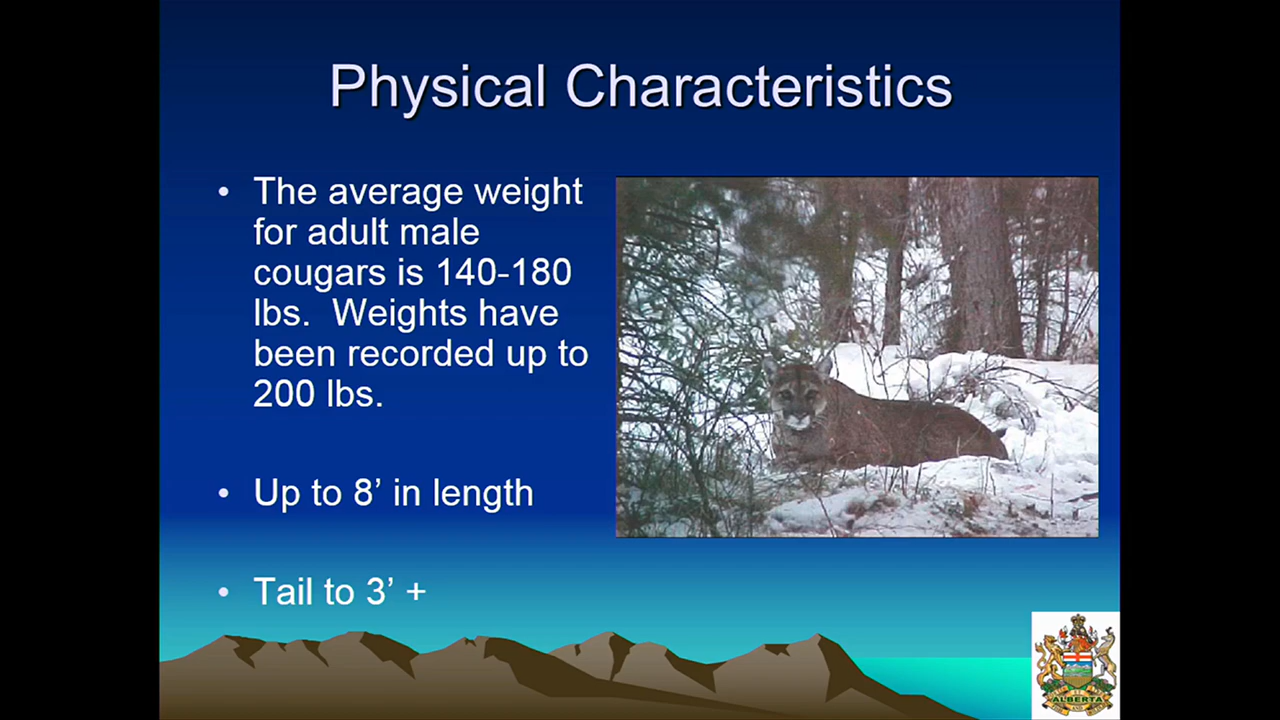 Physical Characteristics
• The average weight
for adult male
cougars is 140-180
lbs.  Weights have
been recorded up to
200 lbs.
• Up to 8’ in length
• Tail to 3’ +
ALBERTA